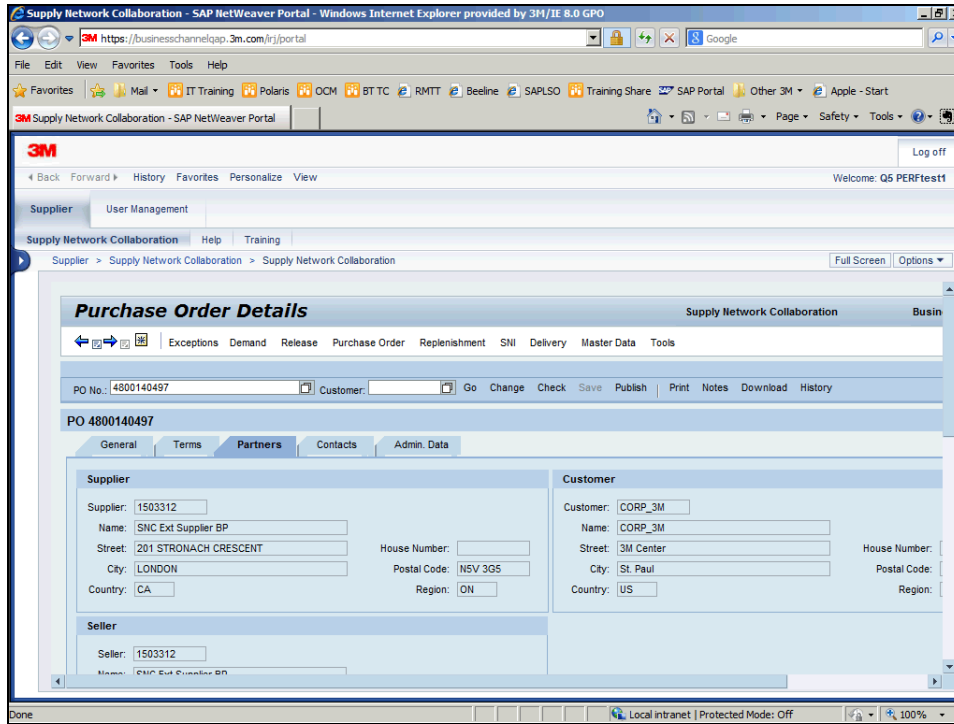 Supply Network Collaboration - SAP NetWeaver Portal - Windows Internet Explorer provided by 3M/IE 8.0 GPO
3M https://businesschannelqap.3m.com/irj/portal
Google
File Edit View Favorites Tools Help
Favorites Mail IT Training Polaris OCM BT TC RMTT Beeline SAPLSO Training Share SAP Portal Other 3M Apple - Start
3M Supply Network Collaboration - SAP NetWeaver Portal
Page Safety Tools
3M
Log off
Back Forward History Favorites Personalize View
Welcome: Q5 PERFtest1
Supplier User Management
Supply Network Collaboration Help Training
Supplier > Supply Network Collaboration > Supply Network Collaboration
Full Screen Options
Purchase Order Details
Supply Network Collaboration Busin
Exceptions Demand Release Purchase Order Replenishment SNI Delivery Master Data Tools
PO No.: 4800140497 Customer: Go Change Check Save Publish Print Notes Download History
PO 4800140497
General Terms Partners Contacts Admin. Data
Supplier
Supplier: 1503312
Name: SNC Ext Supplier BP
Street: 201 STRONACH CRESCENT House Number:
City: LONDON Postal Code: N5V 3G5
Country: CA Region: ON
Customer
Customer: CORP_3M
Name: CORP_3M
Street: 3M Center House Number:
City: St. Paul Postal Code:
Country: US Region:
Seller
Seller: 1503312
Name: SNC Ext Supplier BP
Done
Local intranet | Protected Mode: Off
100%